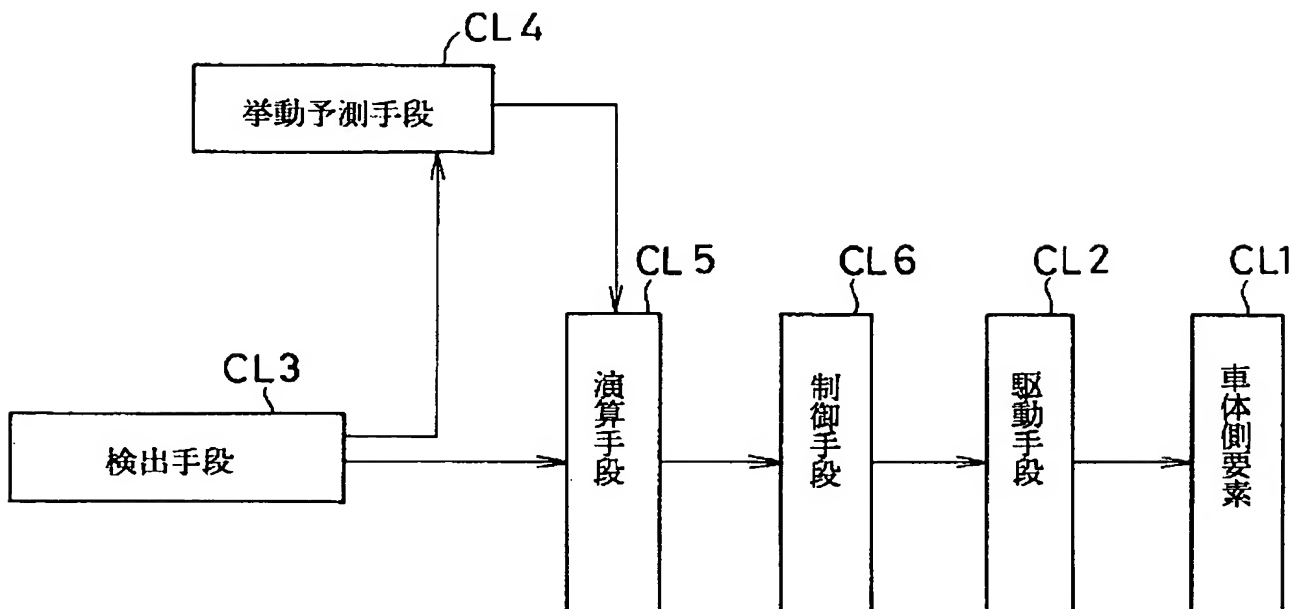 CL4
挙動予測手段
CL5
CL6
CL2
CL1
CL3
検出手段
演算手段
制御手段
駆動手段
車体側要素